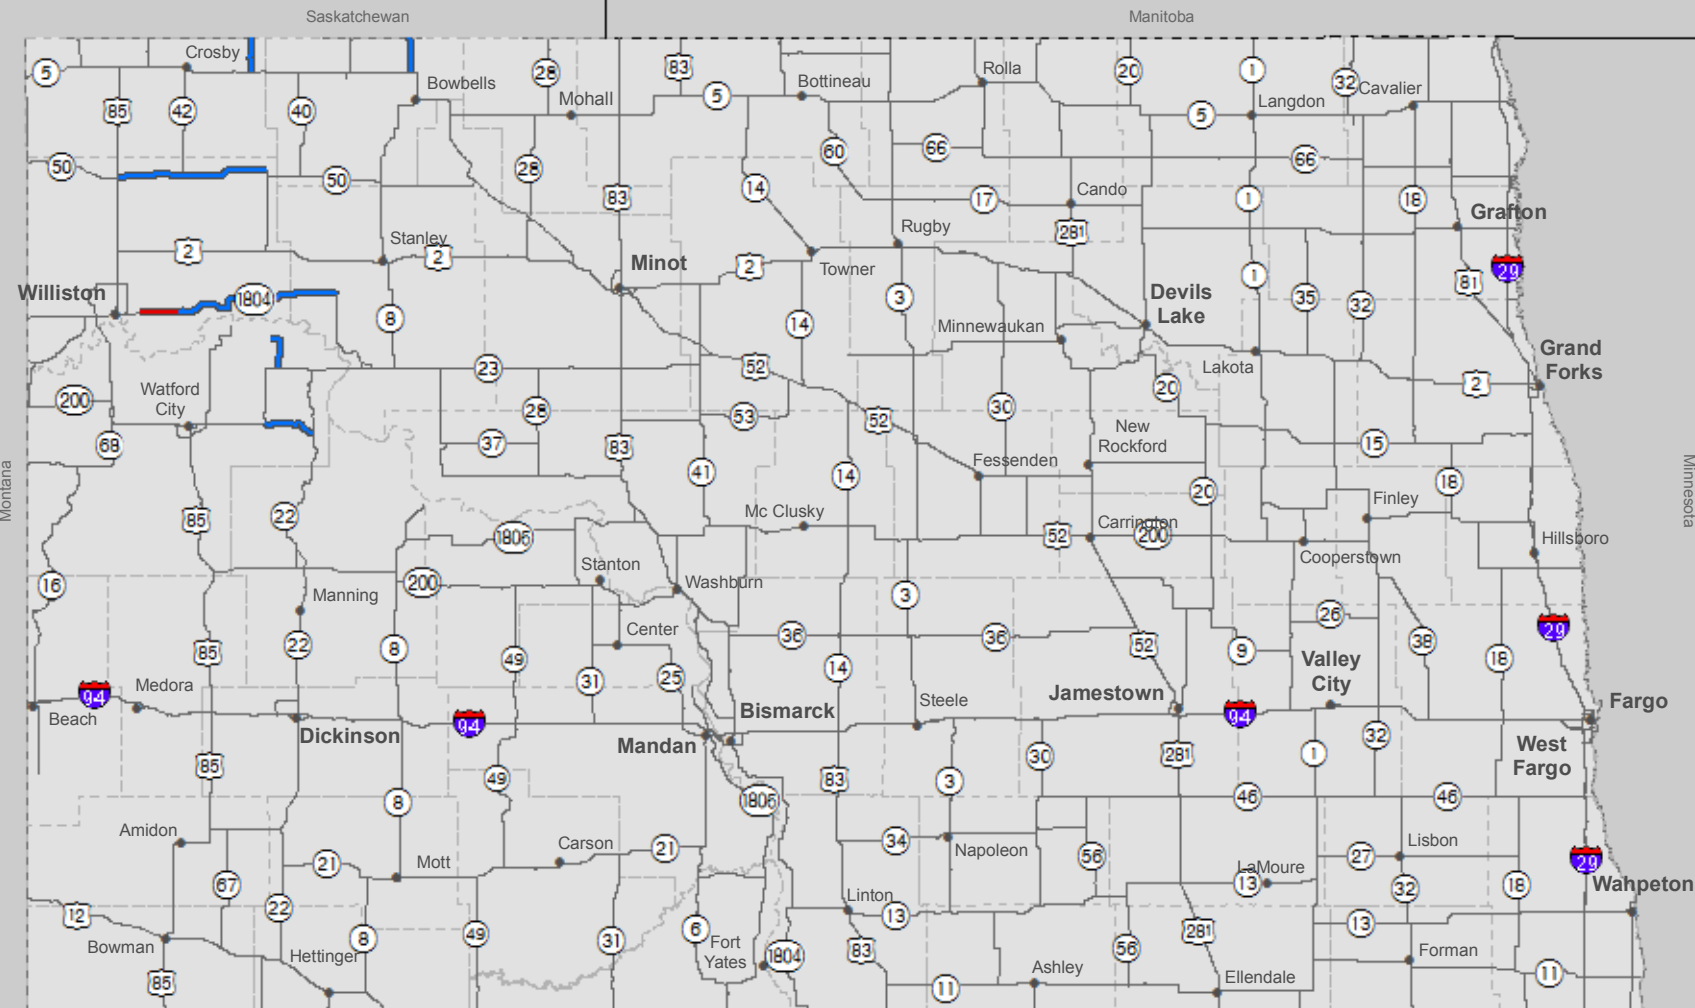 Saskatchewan
Manitoba
Crosby
Bowbells
Mohall
Bottineau
Rolla
Langdon
Cavalier
5
85
42
40
28
83
5
20
1
32
5
50
50
28
83
14
60
66
66
17
Cando
1
18
Grafton
281
Rugby
Stanley
2
2
Minot
2
Towner
29
81
Williston
1804
8
14
3
Devils
Lake
Minnewaukan
1
35
32
Grand
Forks
Lakota
2
23
52
20
Watford
City
200
28
53
52
30
New
Rockford
15
68
37
83
41
14
Fessenden
20
18
Finley
85
22
1806
Mc Clusky
52
Carrington
200
Cooperstown
Hillsboro
Montana
Minnesota
16
Stanton
200
Washburn
Manning
3
26
29
Center
36
36
52
9
38
85
22
8
49
31
25
14
Valley
City
18
94
Medora
Beach
Steele
Jamestown
94
Fargo
Dickinson
94
Bismarck
Mandan
West
Fargo
85
49
83
3
30
281
1
32
8
1806
46
46
Amidon
Carson
21
34
Napoleon
56
Lisbon
27
21
Mott
LaMoure
13
29
67
32
18
Wahpeton
12
22
Linton
13
13
8
49
31
6
Fort
Yates
1804
83
56
281
Bowman
Hettinger
Forman
85
Ashley
11
Ellendale
11